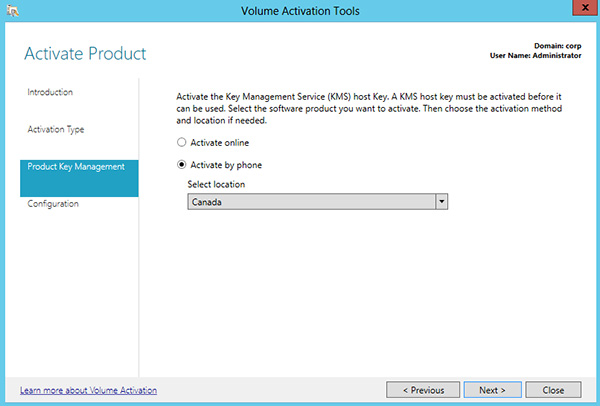 Volume Activation Tools
x
Activate Product
Domain: corp
User Name: Administrator
Introduction
Activation Type
Product Key Management
Configuration
Activate the Key Management Service (KMS) host Key. A KMS host key must be activated before it
can be used. Select the software product you want to activate. Then choose the activation method
and location if needed.
Activate online
Activate by phone
Select location
Canada
Learn more about Volume Activation
< Previous
Next >
Close